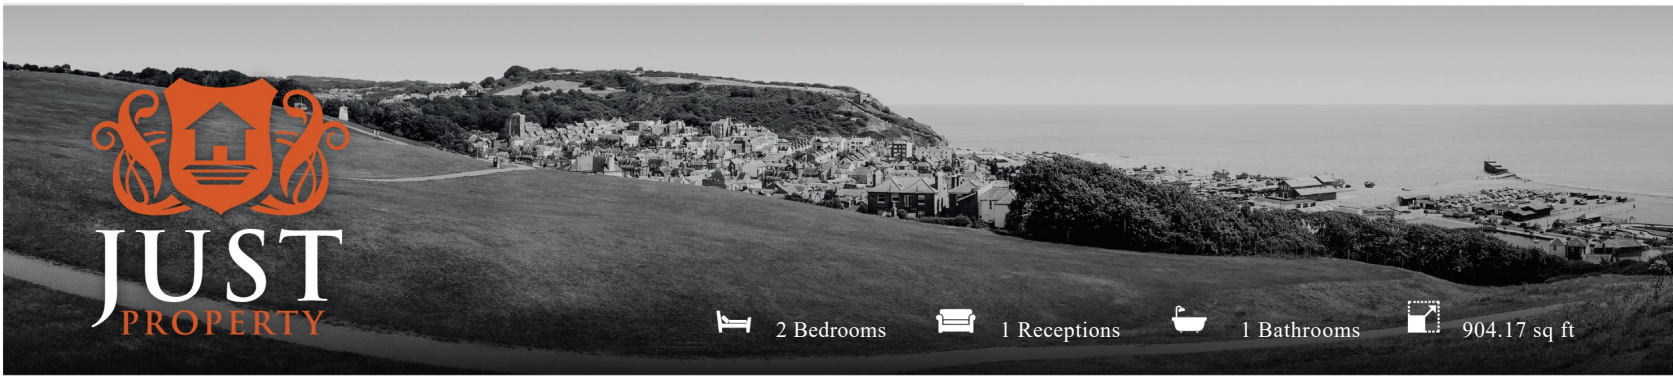 JUST
PROPERTY
2 Bedrooms
1 Receptions
1 Bathrooms
904.17 sq ft